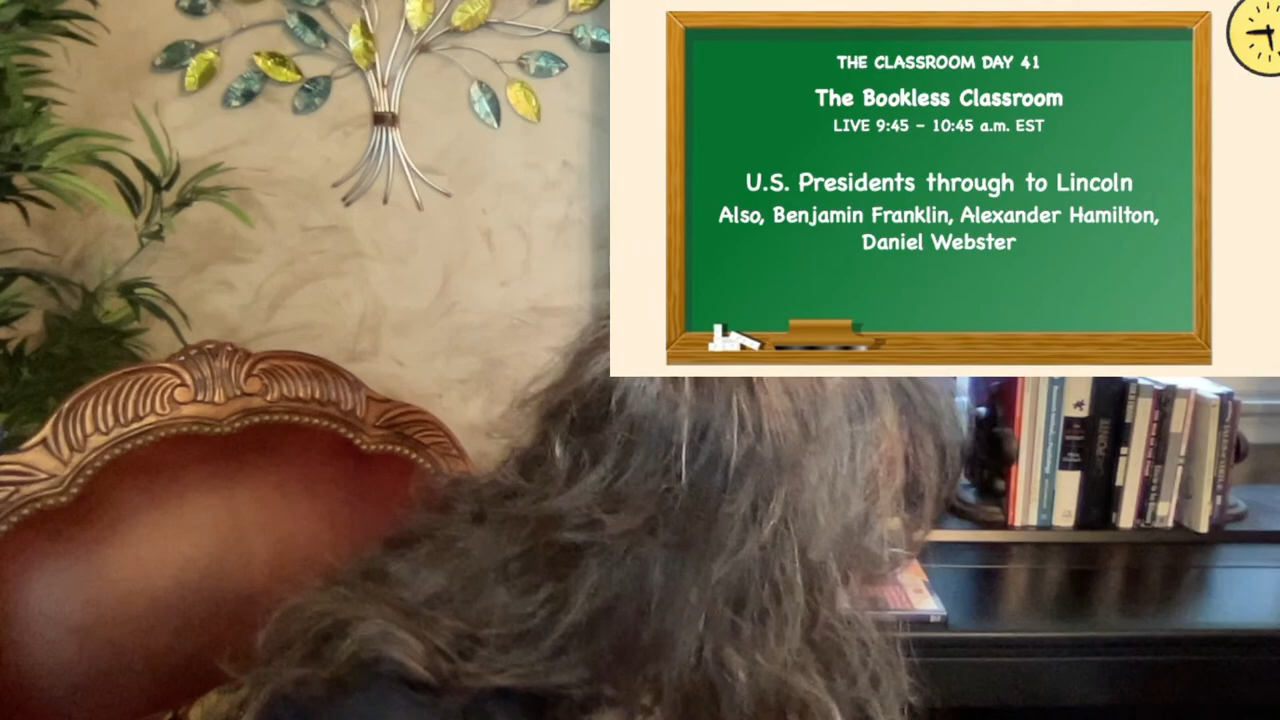 THE CLASSROOM DAY 41
The Bookless Classroom
LIVE 9:45 – 10:45 a.m. EST
U.S. Presidents through to Lincoln
Also, Benjamin Franklin, Alexander Hamilton,
Daniel Webster